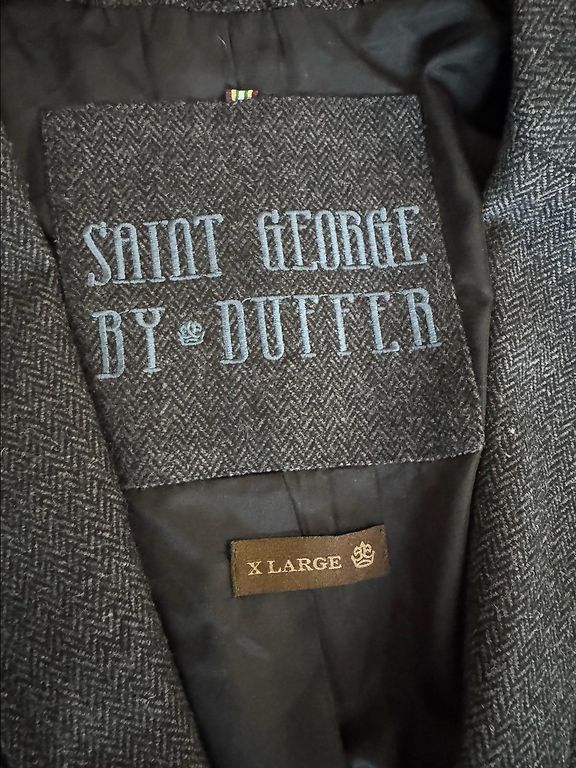 SAINT GEORGE
BY DUFFER
X LARGE